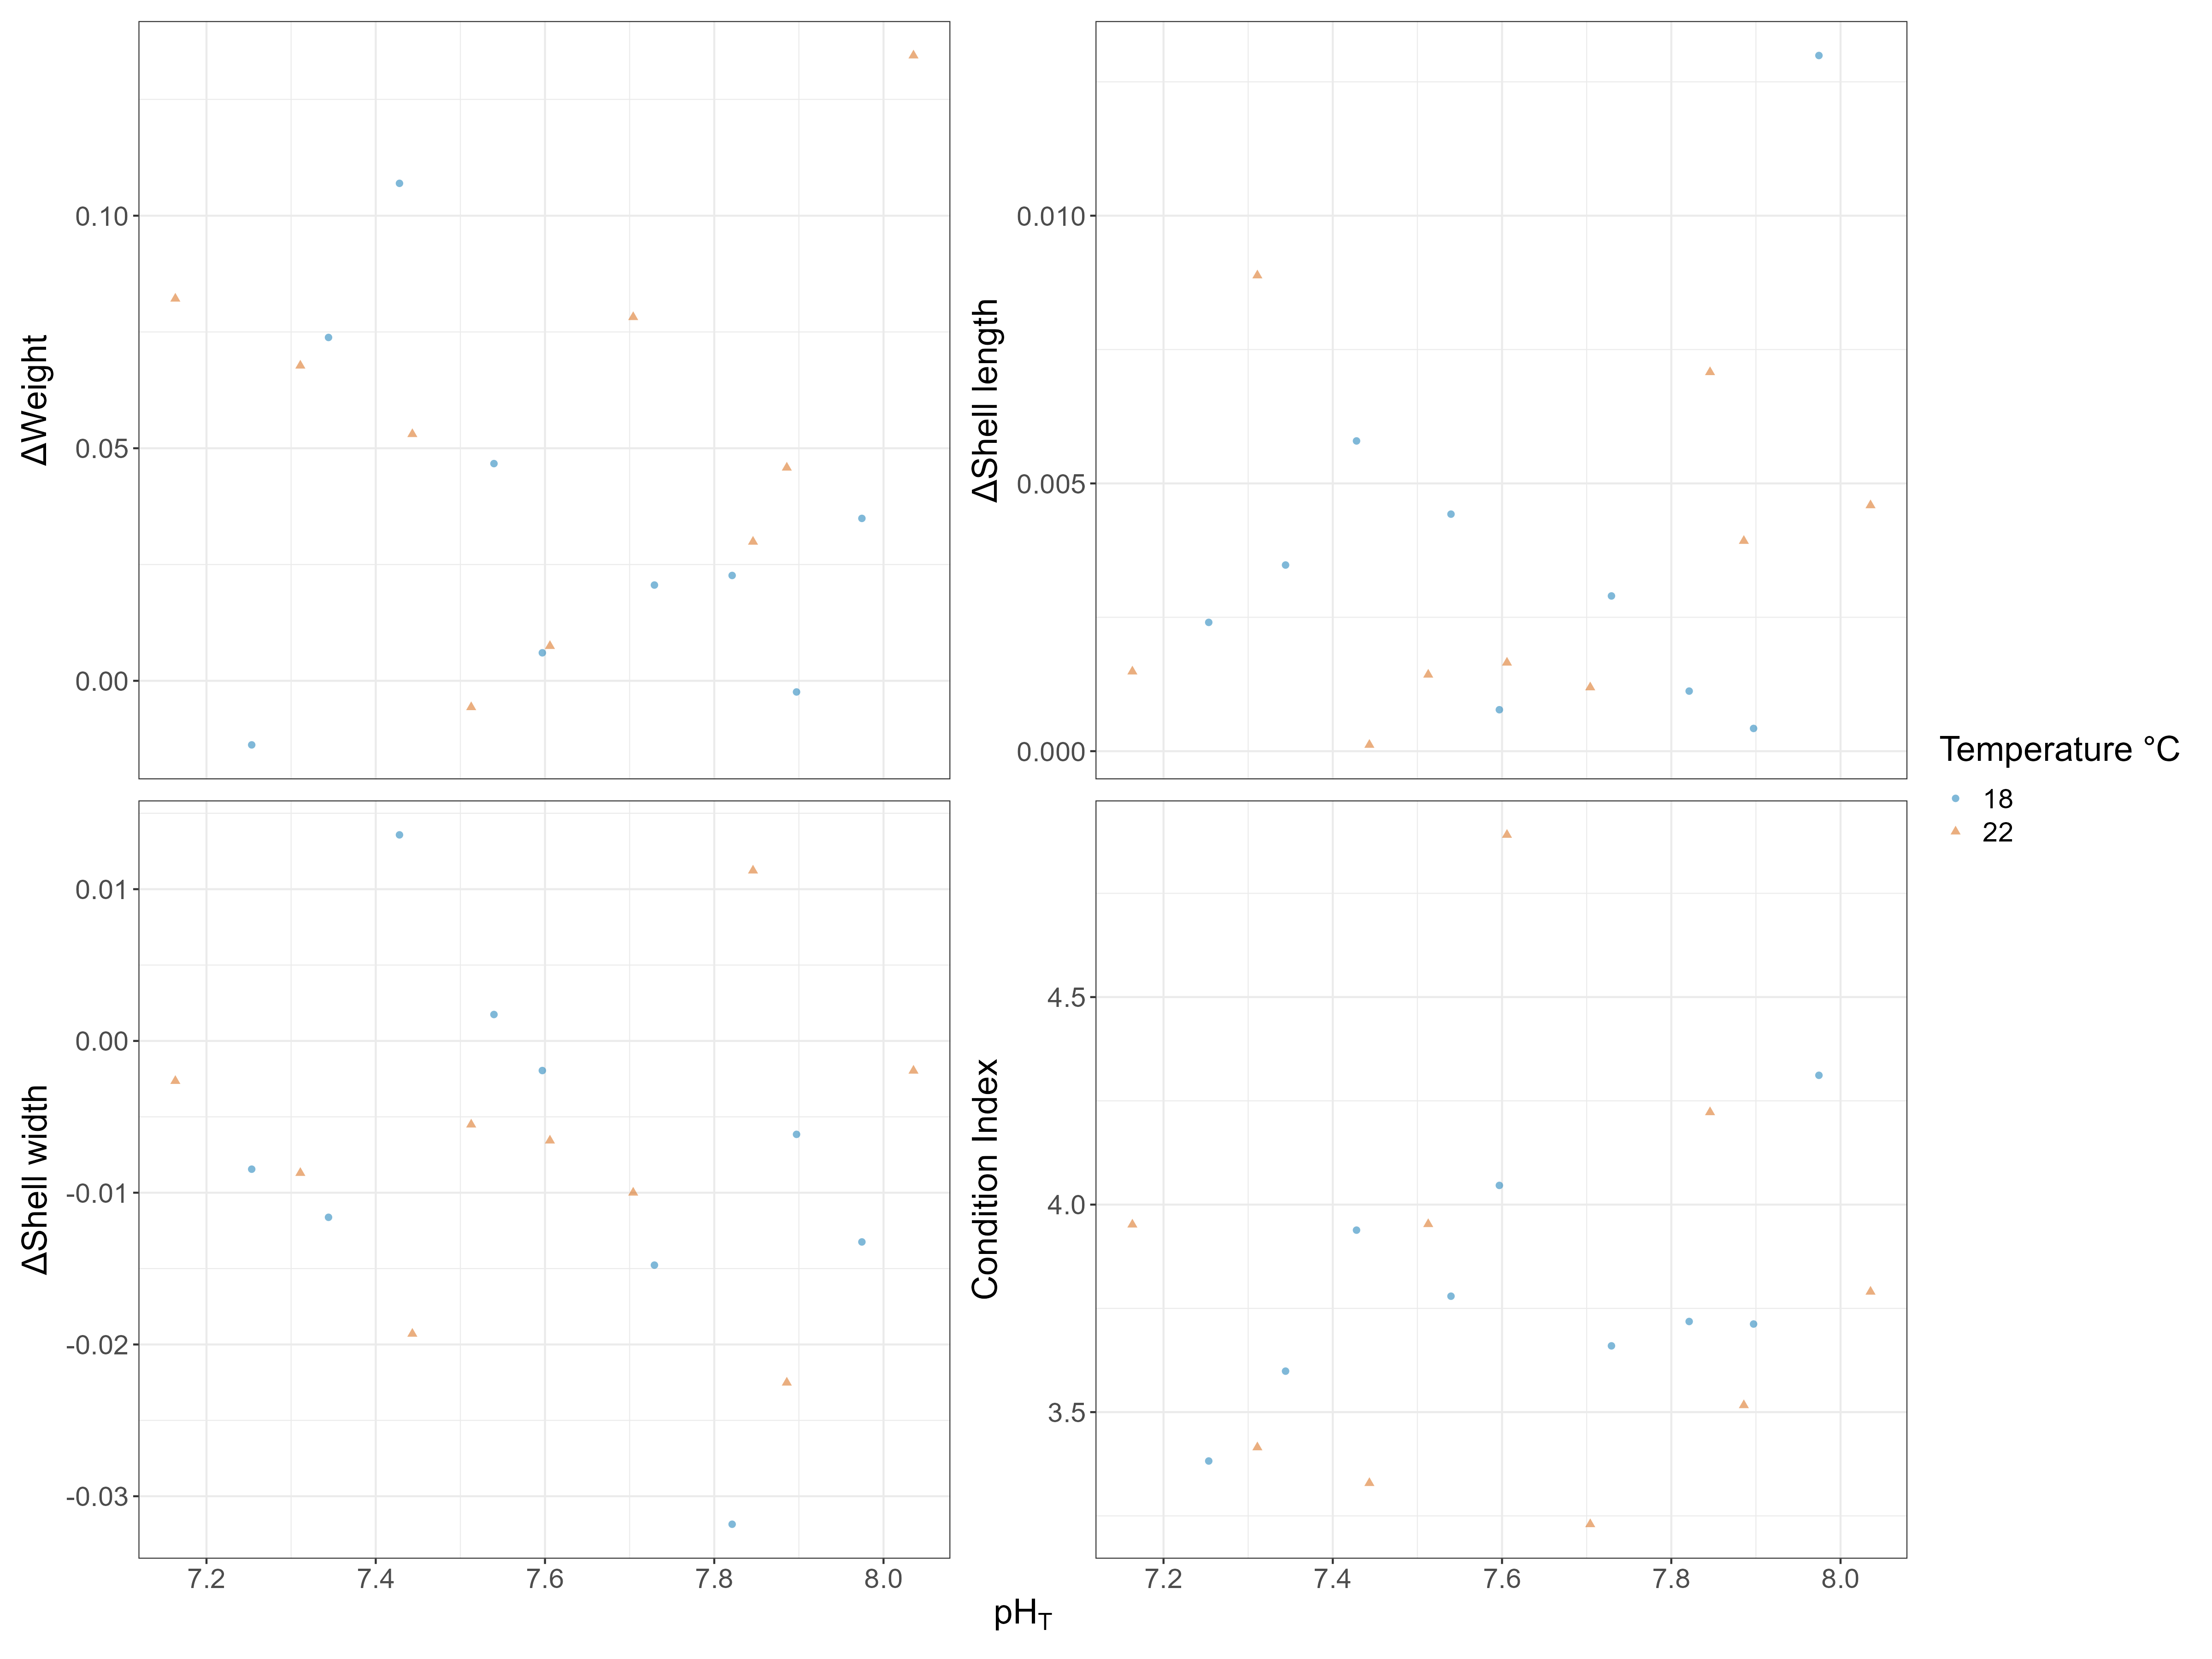 ΔWeight
0.10
0.05
0.00
ΔShell length
0.010
0.005
0.000
ΔShell width
0.01
0.00
-0.01
-0.02
-0.03
7.2 7.4 7.6 7.8 8.0
Condition Index
4.5
4.0
3.5
7.2 7.4 7.6 7.8 8.0
pHT
Temperature °C
18
22